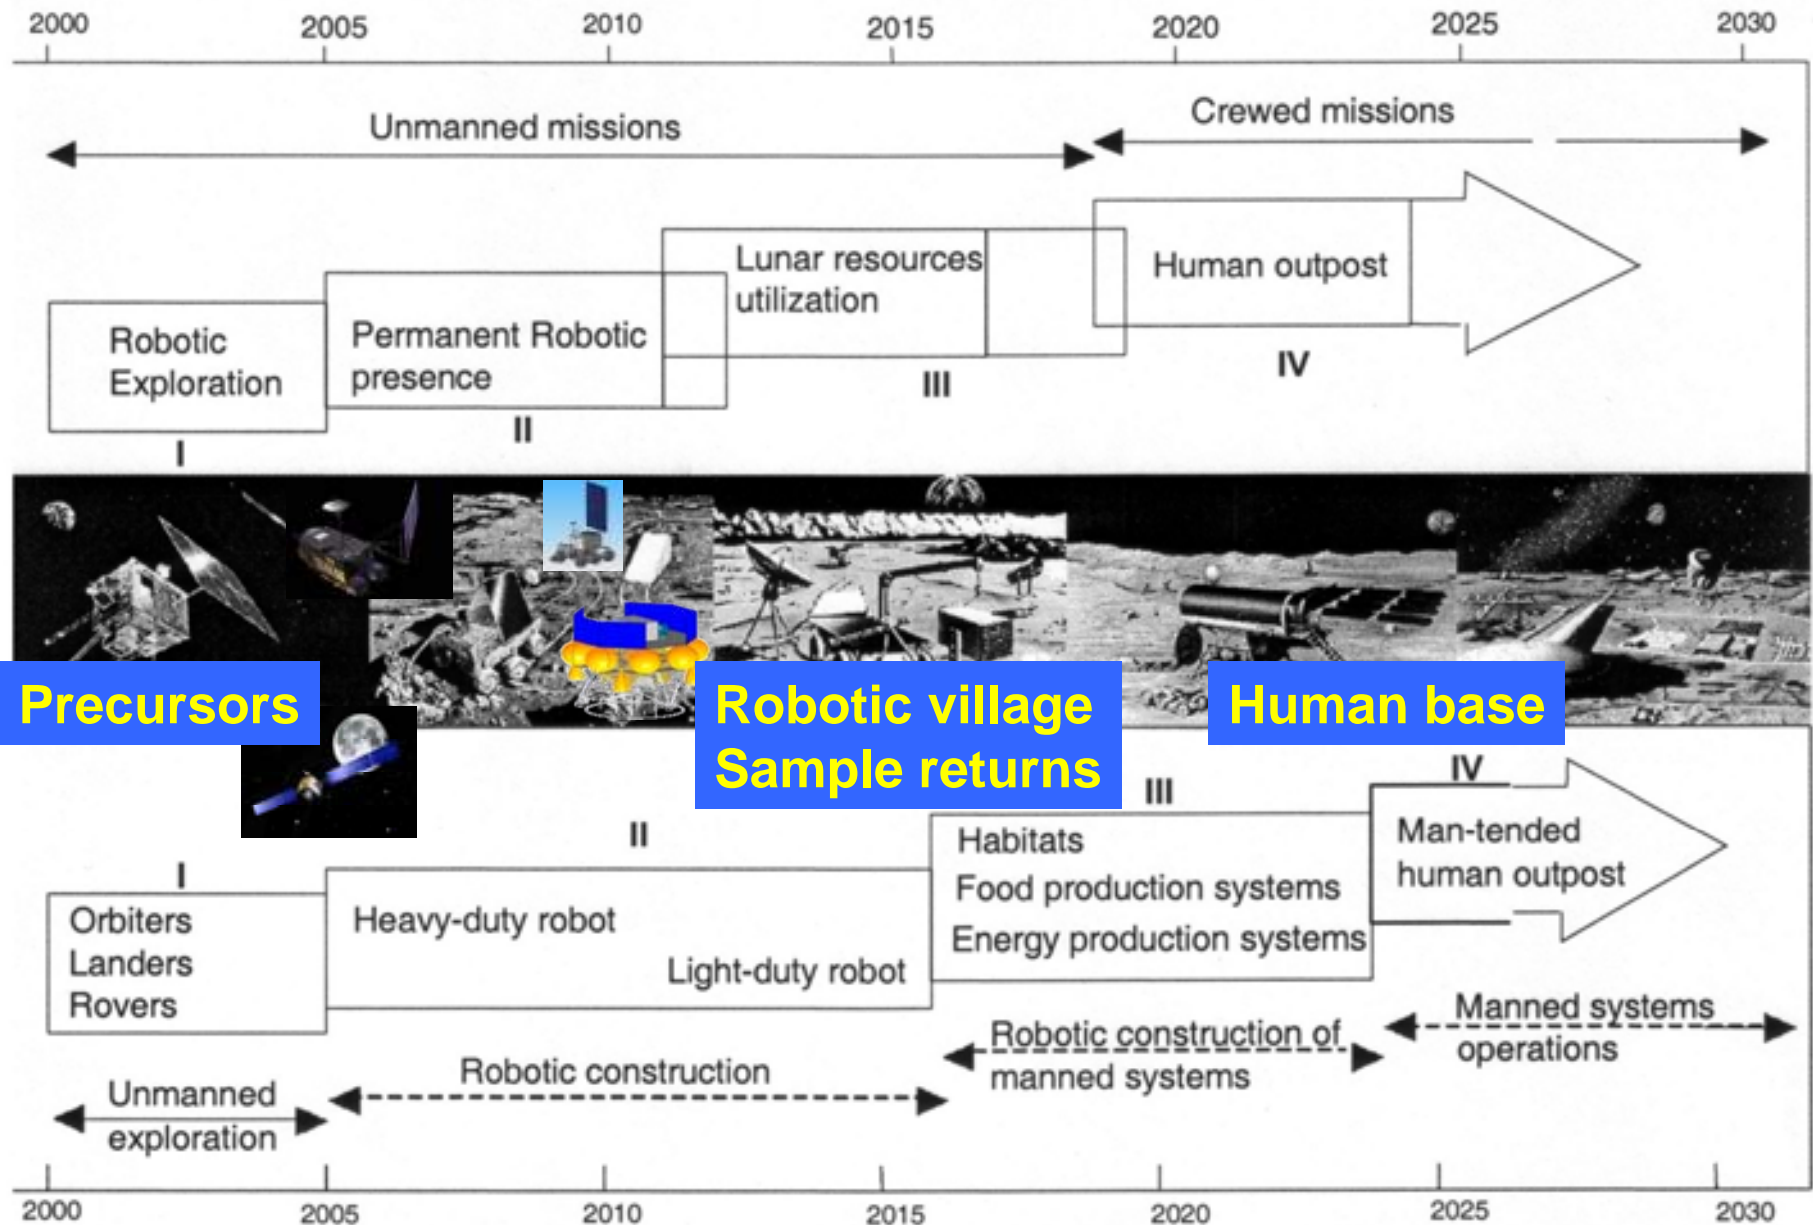 2000 2005 2010 2015 2020 2025 2030
Unmanned missions
Crewed missions
Robotic
Exploration
I
Permanent Robotic
presence
II
Lunar resources
utilization
III
Human outpost
IV
Precursors
Robotic village
Sample returns
Human base
I
Orbiters
Landers
Rovers
II
Heavy-duty robot
Light-duty robot
III
Habitats
Food production systems
Energy production systems
IV
Man-tended
human outpost
Unmanned
exploration
Robotic construction
Robotic construction of
manned systems
Manned systems
operations
2000 2005 2010 2015 2020 2025 2030